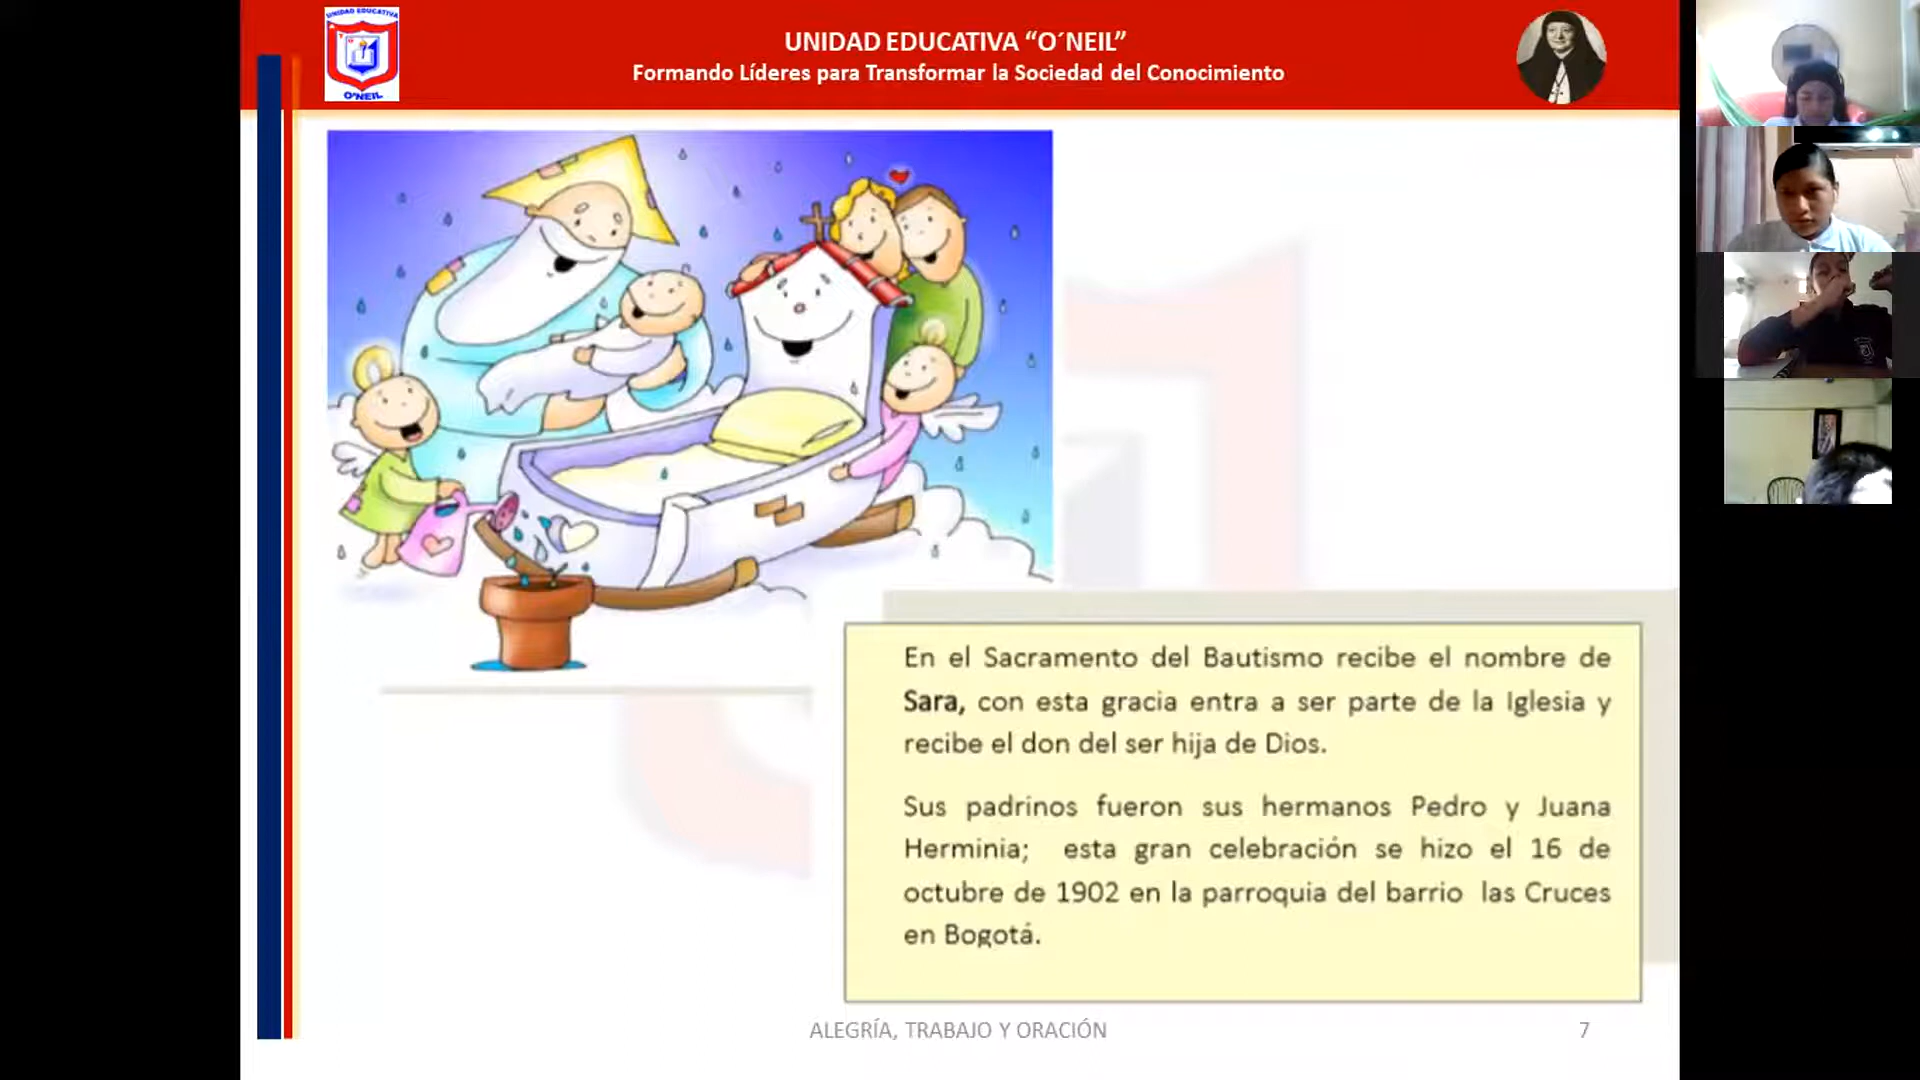 UNIDAD EDUCATIVA
A T O
O'NEIL
UNIDAD EDUCATIVA “O´NEIL”
Formando Líderes para Transformar la Sociedad del Conocimiento
En el Sacramento del Bautismo recibe el nombre de
Sara, con esta gracia entra a ser parte de la Iglesia y
recibe el don del ser hija de Dios.
Sus padrinos fueron sus hermanos Pedro y Juana
Herminia; esta gran celebración se hizo el 16 de
octubre de 1902 en la parroquia del barrio las Cruces
en Bogotá.
ALEGRÍA, TRABAJO Y ORACIÓN
7